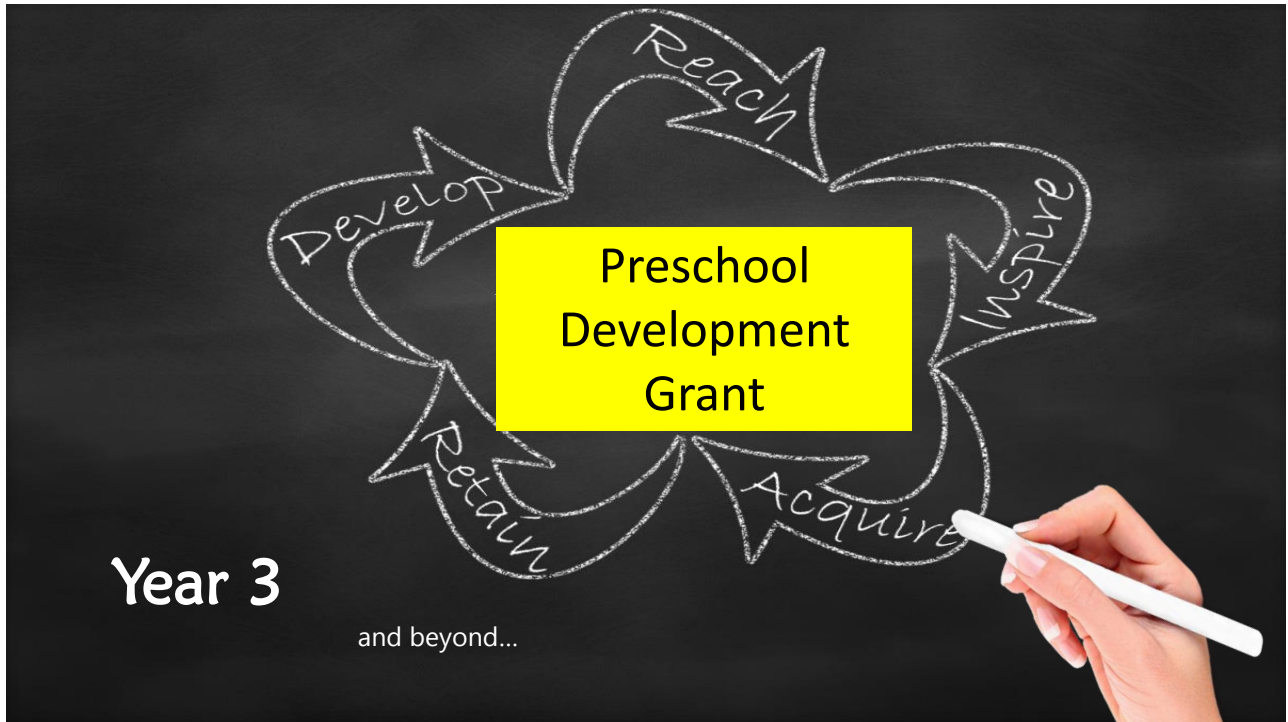 Reach
Develop
Inspire
Preschool
Development
Grant
Retain
Acquire
Year 3
and beyond...